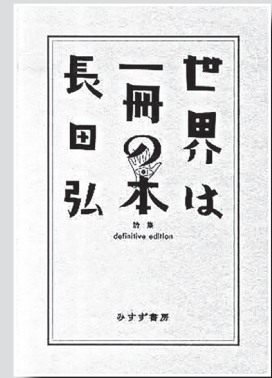 世界は
一冊の本
長田弘
詩集
definitive edition
みすず書房